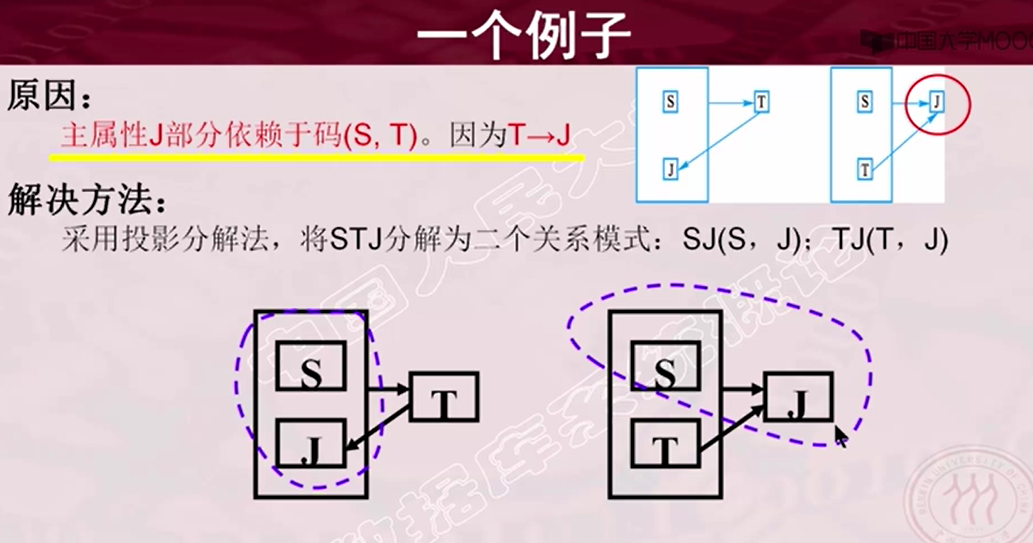 一个例子
中国大学MOO
原因：
主属性J部分依赖于码(S, T)。因为T→J
S
T
J
S
J
T
解决方法：
采用投影分解法，将STJ分解为二个关系模式：SJ(S，J)；TJ(T，J)
S
T
J
S
J
T
中国人民大
数据库系统概论